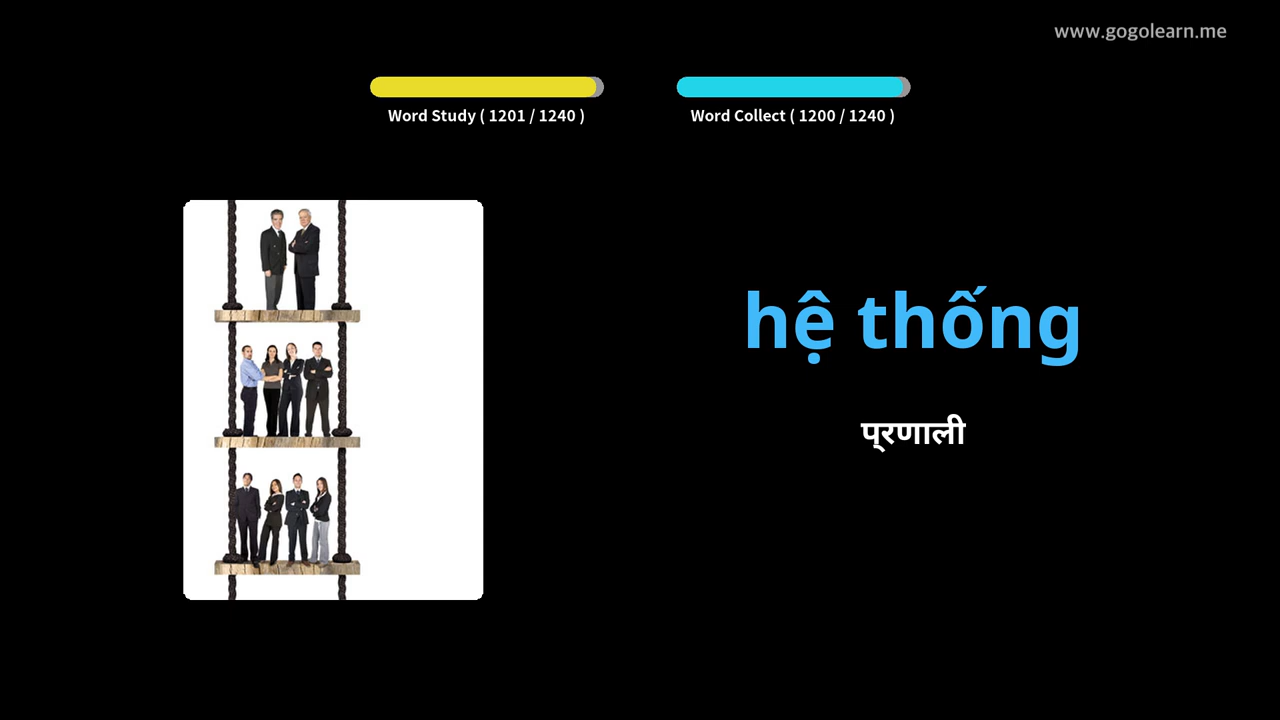 www.gogolearn.me
Word Study ( 1201 / 1240 )
Word Collect ( 1200 / 1240 )
hệ thống
प्रणाली